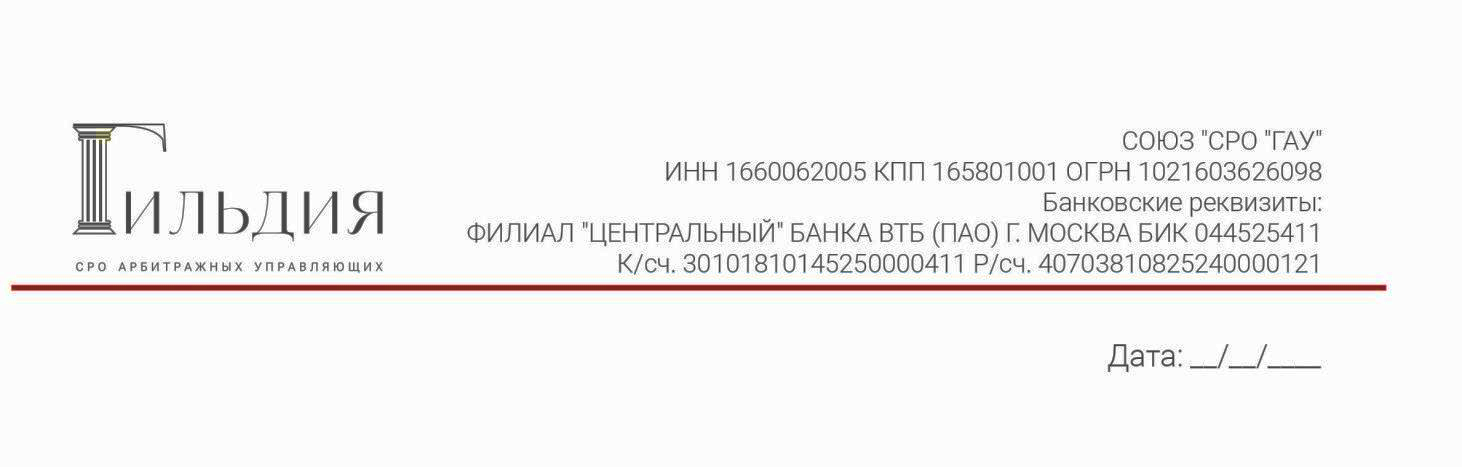 Гильдия
СРО АРБИТРАЖНЫХ УПРАВЛЯЮЩИХ
СОЮЗ "СРО "ГАУ"
ИНН 1660062005 КПП 165801001 ОГРН 1021603626098
Банковские реквизиты:
ФИЛИАЛ "ЦЕНТРАЛЬНЫЙ" БАНКА ВТБ (ПАО) Г. МОСКВА БИК 044525411
К/сч. 30101810145250000411 Р/сч. 40703810825240000121
Дата: __/__/____